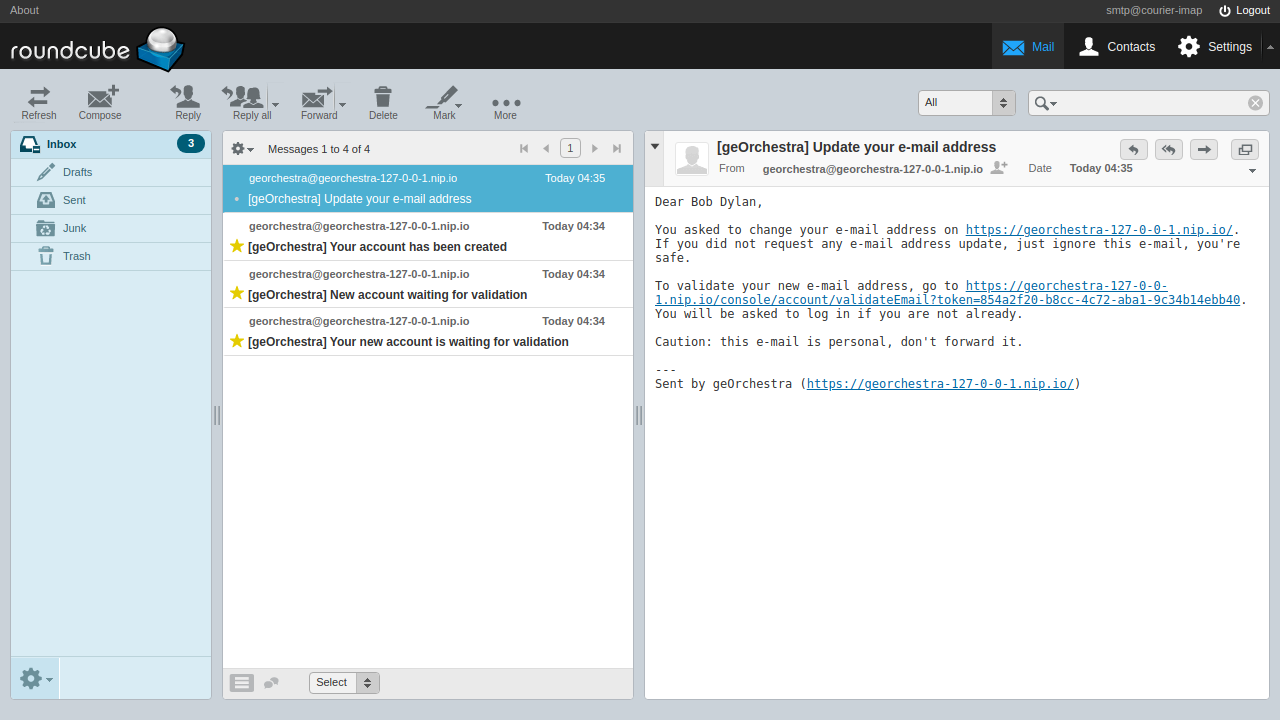 About
smtp@courier-imap Logout
roundcube
Mail Contacts Settings
Refresh Compose Reply Reply all Forward Delete Mark More
All
Inbox 3
Drafts
Sent
Junk
Trash
Messages 1 to 4 of 4 1
georchestra@georchestra-127-0-0-1.nip.io Today 04:35
[geOrchestra] Update your e-mail address
georchestra@georchestra-127-0-0-1.nip.io Today 04:34
[geOrchestra] Your account has been created
georchestra@georchestra-127-0-0-1.nip.io Today 04:34
[geOrchestra] New account waiting for validation
georchestra@georchestra-127-0-0-1.nip.io Today 04:34
[geOrchestra] Your new account is waiting for validation
Select
[geOrchestra] Update your e-mail address
From georchestra@georchestra-127-0-0-1.nip.io Date Today 04:35
Dear Bob Dylan,
You asked to change your e-mail address on https://georchestra-127-0-0-1.nip.io/.
If you did not request any e-mail address update, just ignore this e-mail, you're
safe.
To validate your new e-mail address, go to https://georchestra-127-0-0-
1.nip.io/console/account/validateEmail?token=854a2f20-b8cc-4c72-aba1-9c34b14ebb40.
You will be asked to log in if you are not already.
Caution: this e-mail is personal, don't forward it.
---
Sent by geOrchestra (https://georchestra-127-0-0-1.nip.io/)